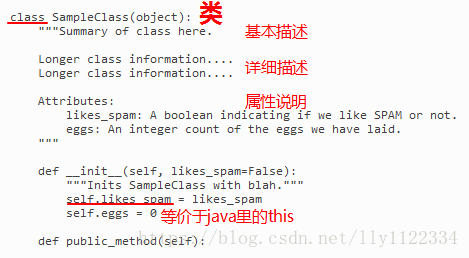 class SampleClass(object): 类
"""Summary of class here. 基本描述
Longer class information.... 详细描述
Longer class information....
Attributes: 属性说明
likes_spam: A boolean indicating if we like SPAM or not.
eggs: An integer count of the eggs we have laid.
"""
def __init__(self, likes_spam=False):
"""Inits SampleClass with blah."""
self.likes_spam = likes_spam
self.eggs = 0 等价于java里的this
def public_method(self):
https://blog.csdn.net/lly1122334